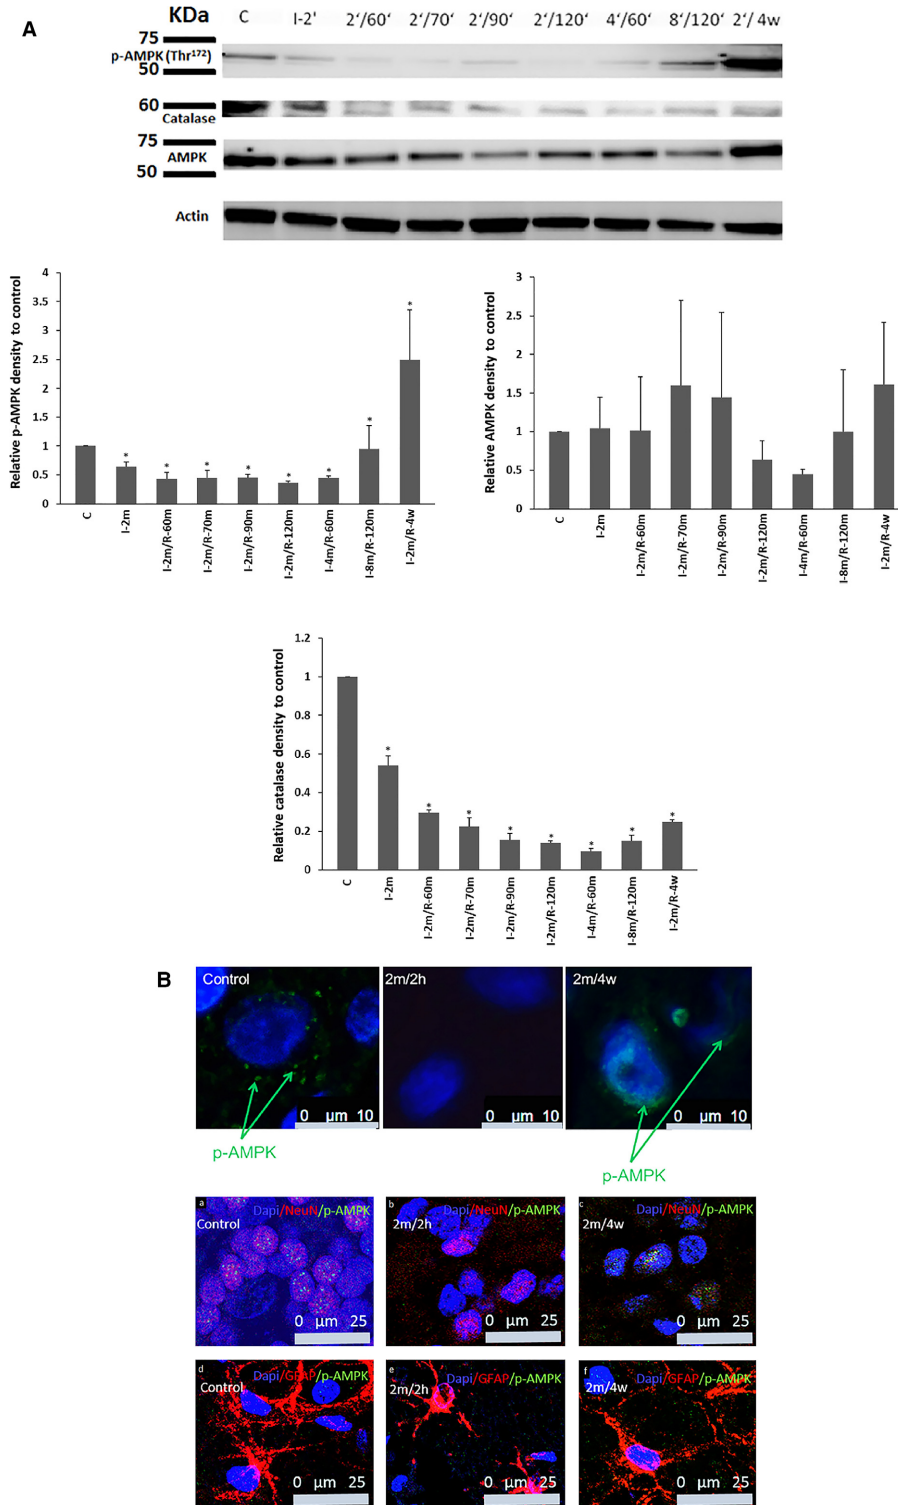 A
KDa C I-2' 2'/60' 2'/70' 2'/90' 2'/120' 4'/60' 8'/120' 2'/ 4w
75
p-AMPK (Thr172)
50
60
Catalase
75
AMPK
50
Actin
Relative p-AMPK density to control
4
3.5
3
2.5
2
1.5
1
0.5
0
* * * * * * * *
C I-2m I-2m/R-60m I-2m/R-70m I-2m/R-90m I-2m/R-120m I-4m/R-60m I-8m/R-120m I-2m/R-4w
Relative AMPK density to control
3
2.5
2
1.5
1
0.5
0
C I-2m I-2m/R-60m I-2m/R-70m I-2m/R-90m I-2m/R-120m I-4m/R-60m I-8m/R-120m I-2m/R-4w
Relative catalase density to control
1.2
1
0.8
0.6
0.4
0.2
0
* * * * * * * *
C I-2m I-2m/R-60m I-2m/R-70m I-2m/R-90m I-2m/R-120m I-4m/R-60m I-8m/R-120m I-2m/R-4w
B
Control
0 µm 10
2m/2h
0 µm 10
2m/4w
0 µm 10
p-AMPK
p-AMPK
a
Dapi/NeuN/p-AMPK
Control
0 µm 25
b
Dapi/NeuN/p-AMPK
2m/2h
0 µm 25
c
Dapi/NeuN/p-AMPK
2m/4w
0 µm 25
d
Dapi/GFAP/p-AMPK
Control
0 µm 25
e
Dapi/GFAP/p-AMPK
2m/2h
0 µm 25
f
Dapi/GFAP/p-AMPK
2m/4w
0 µm 25